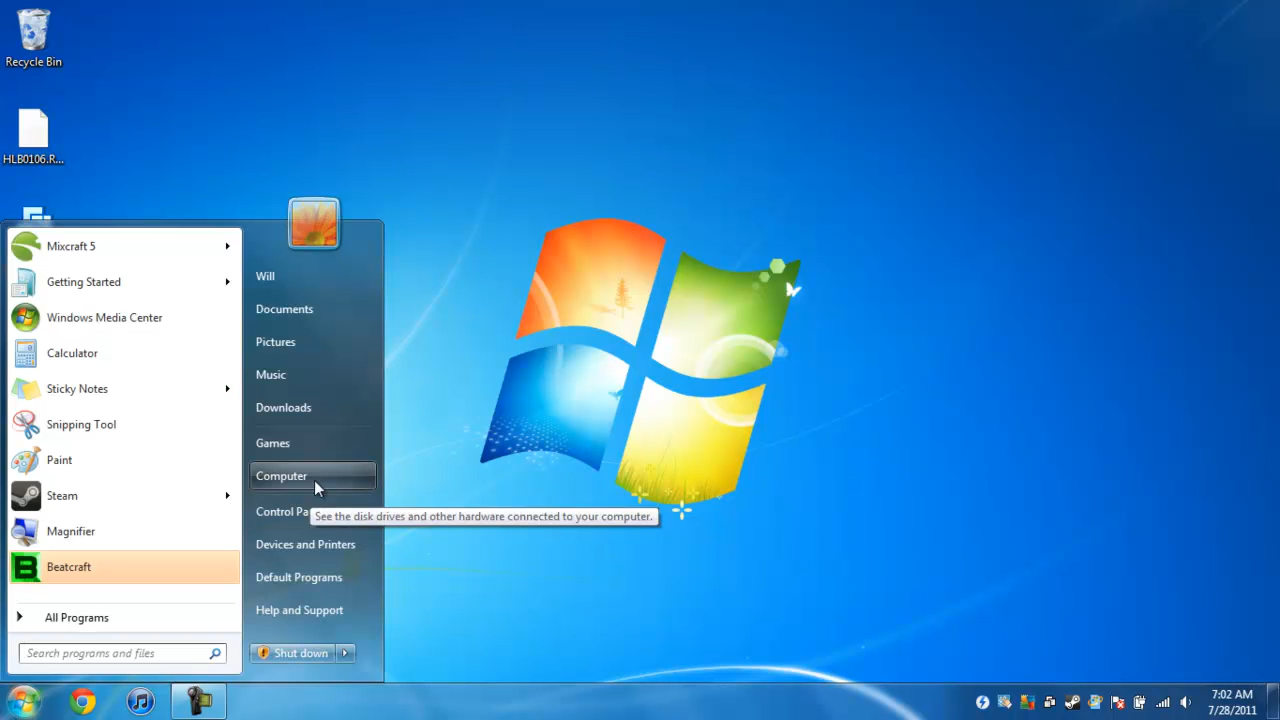 Recycle Bin
HLB0106.R...
Mixcraft 5
Getting Started
Windows Media Center
Calculator
Sticky Notes
Snipping Tool
Paint
Steam
Magnifier
Beatcraft
All Programs
Search programs and files
Will
Documents
Pictures
Music
Downloads
Games
Computer
See the disk drives and other hardware connected to your computer.
Control Pa
Devices and Printers
Default Programs
Help and Support
Shut down
7:02 AM
7/28/2011